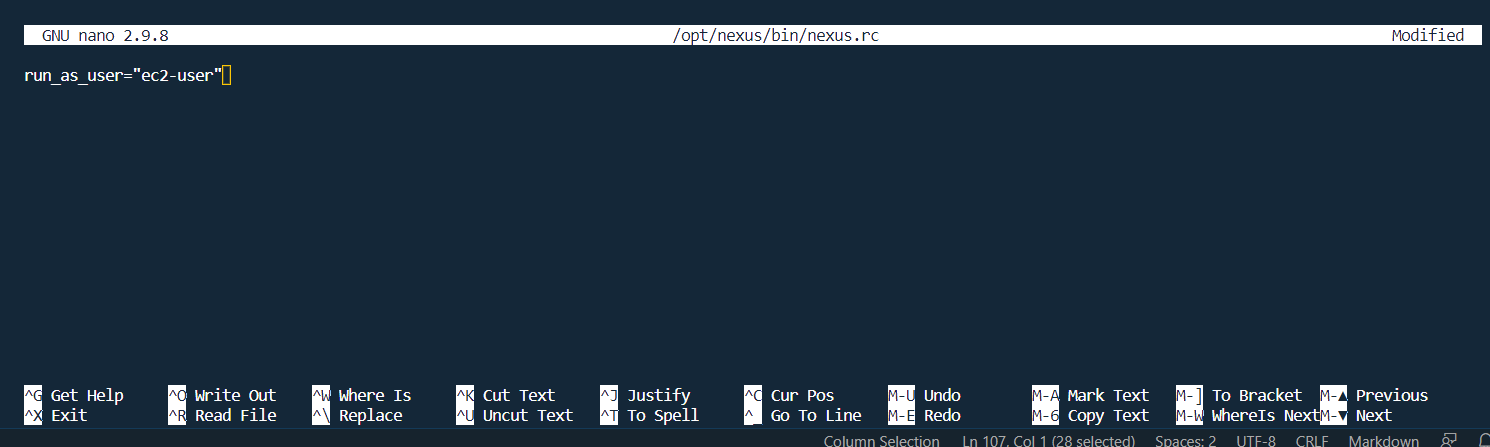 GNU nano 2.9.8 /opt/nexus/bin/nexus.rc Modified
run_as_user="ec2-user"
^G Get Help ^O Write Out ^W Where Is ^K Cut Text ^J Justify ^C Cur Pos M-U Undo M-A Mark Text M-] To Bracket M-▲ Previous
^X Exit ^R Read File ^\ Replace ^U Uncut Text ^T To Spell ^_ Go To Line M-E Redo M-6 Copy Text M-W WhereIs Next M-▼ Next
Column Selection Ln 107, Col 1 (28 selected) Spaces: 2 UTF-8 CRLF Markdown